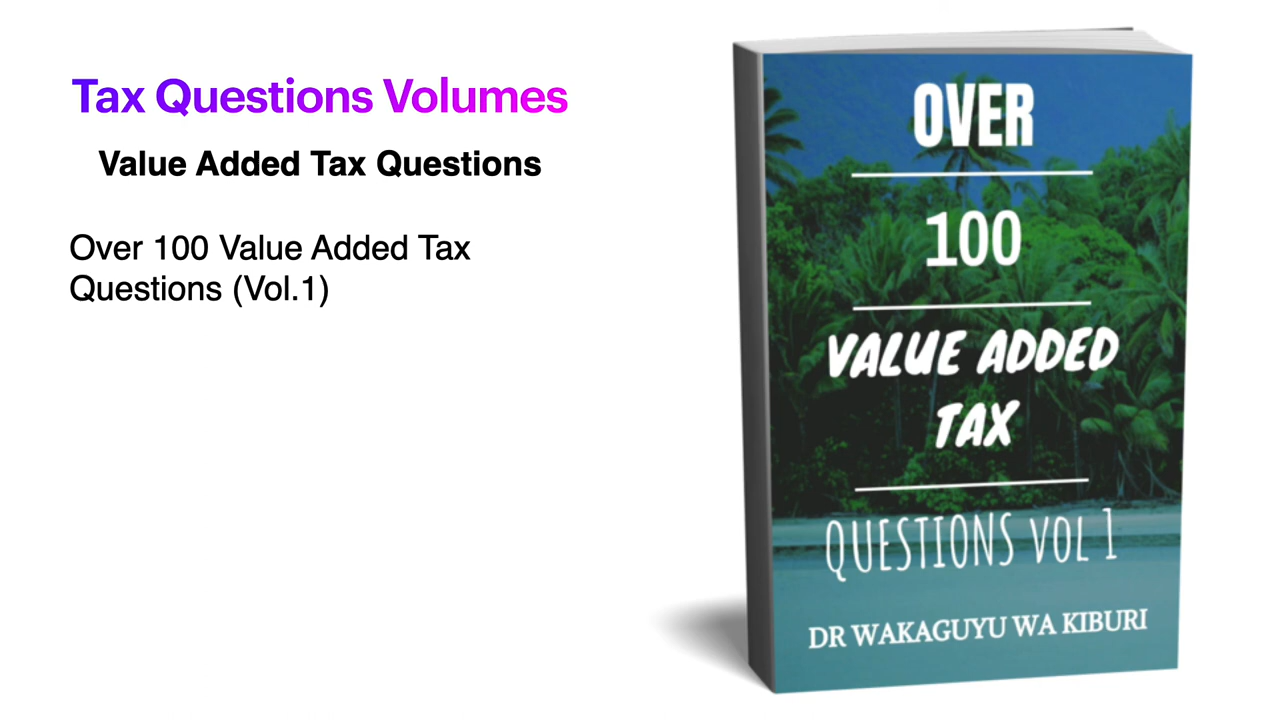 Tax Questions Volumes
Value Added Tax Questions
Over 100 Value Added Tax
Questions (Vol.1)
OVER
100
VALUE ADDED
TAX
QUESTIONS VOL 1
DR WAKAGUYU WA KIBURI